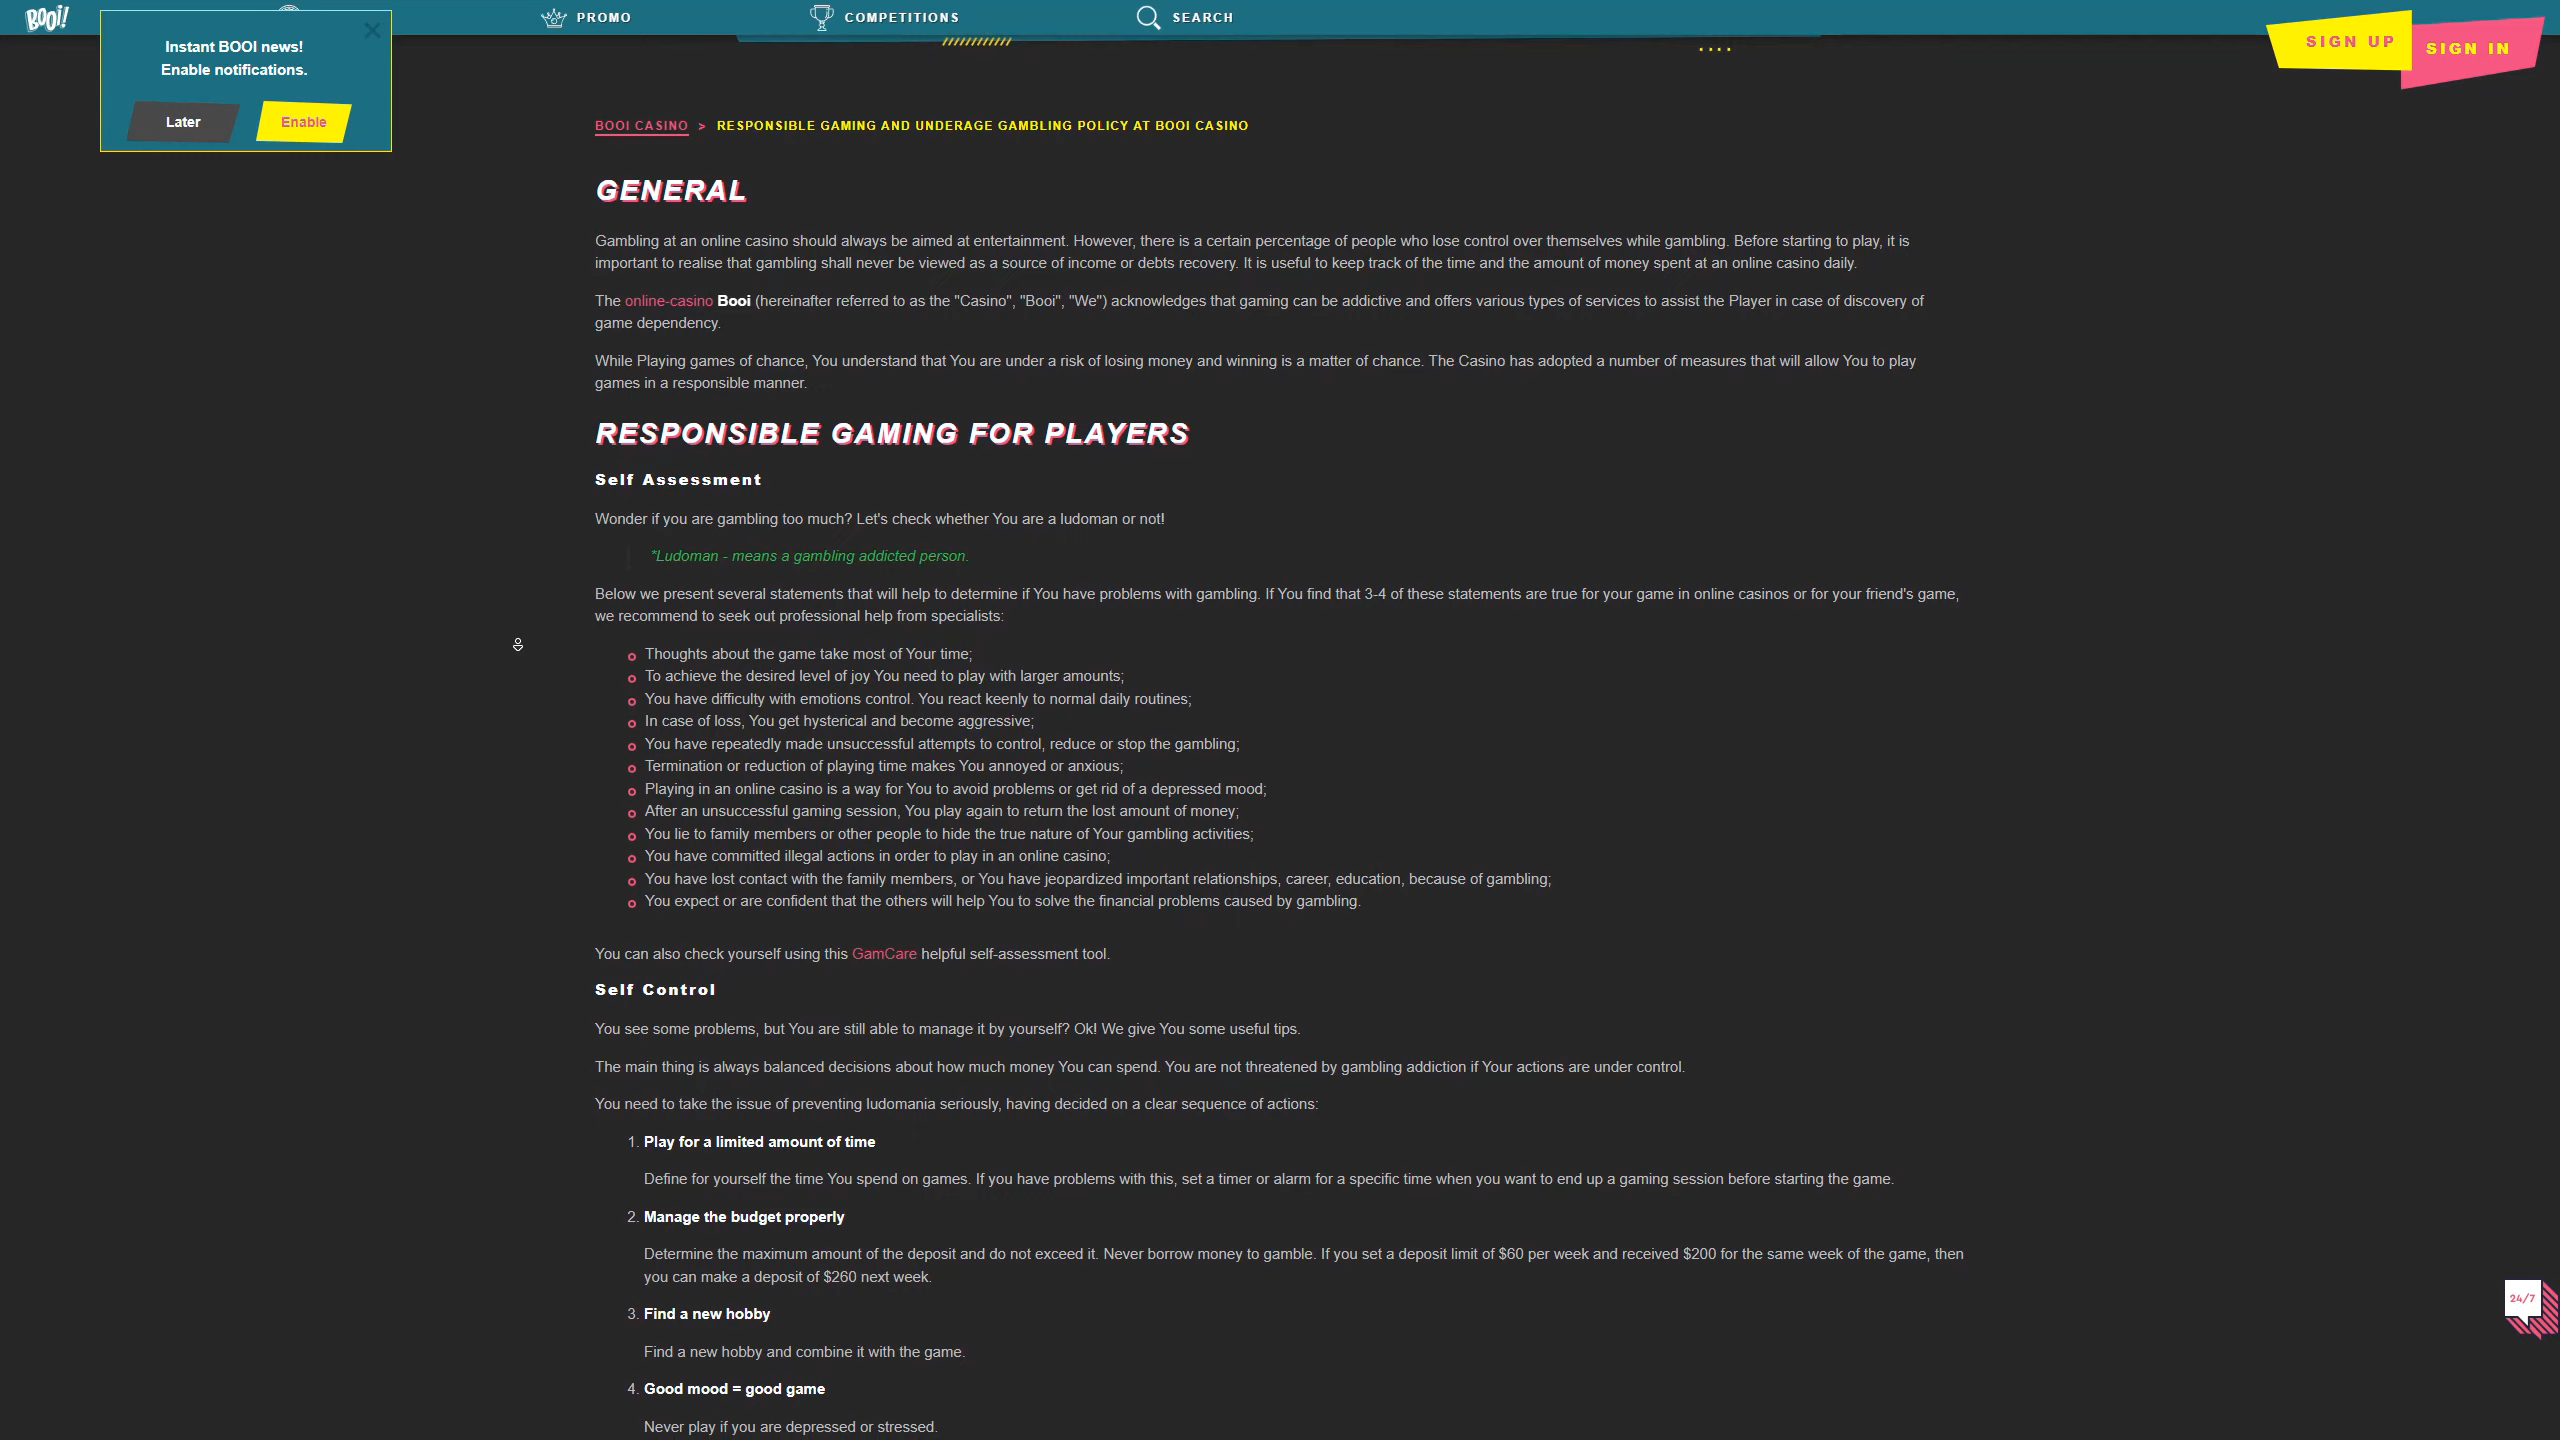 BOOi!
PROMO
COMPETITIONS
SEARCH
SIGN UP
SIGN IN
Instant BOOI news!
Enable notifications.
Later
Enable
BOOI CASINO > RESPONSIBLE GAMING AND UNDERAGE GAMBLING POLICY AT BOOI CASINO
GENERAL
Gambling at an online casino should always be aimed at entertainment. However, there is a certain percentage of people who lose control over themselves while gambling. Before starting to play, it is
important to realise that gambling shall never be viewed as a source of income or debts recovery. It is useful to keep track of the time and the amount of money spent at an online casino daily.
The online-casino Booi (hereinafter referred to as the "Casino", "Booi", "We") acknowledges that gaming can be addictive and offers various types of services to assist the Player in case of discovery of
game dependency.
While Playing games of chance, You understand that You are under a risk of losing money and winning is a matter of chance. The Casino has adopted a number of measures that will allow You to play
games in a responsible manner.
RESPONSIBLE GAMING FOR PLAYERS
Self Assessment
Wonder if you are gambling too much? Let's check whether You are a ludoman or not!
*Ludoman - means a gambling addicted person.
Below we present several statements that will help to determine if You have problems with gambling. If You find that 3-4 of these statements are true for your game in online casinos or for your friend's game,
we recommend to seek out professional help from specialists:
Thoughts about the game take most of Your time;
To achieve the desired level of joy You need to play with larger amounts;
You have difficulty with emotions control. You react keenly to normal daily routines;
In case of loss, You get hysterical and become aggressive;
You have repeatedly made unsuccessful attempts to control, reduce or stop the gambling;
Termination or reduction of playing time makes You annoyed or anxious;
Playing in an online casino is a way for You to avoid problems or get rid of a depressed mood;
After an unsuccessful gaming session, You play again to return the lost amount of money;
You lie to family members or other people to hide the true nature of Your gambling activities;
You have committed illegal actions in order to play in an online casino;
You have lost contact with the family members, or You have jeopardized important relationships, career, education, because of gambling;
You expect or are confident that the others will help You to solve the financial problems caused by gambling.
You can also check yourself using this GamCare helpful self-assessment tool.
Self Control
You see some problems, but You are still able to manage it by yourself? Ok! We give You some useful tips.
The main thing is always balanced decisions about how much money You can spend. You are not threatened by gambling addiction if Your actions are under control.
You need to take the issue of preventing ludomania seriously, having decided on a clear sequence of actions:
1. Play for a limited amount of time
Define for yourself the time You spend on games. If you have problems with this, set a timer or alarm for a specific time when you want to end up a gaming session before starting the game.
2. Manage the budget properly
Determine the maximum amount of the deposit and do not exceed it. Never borrow money to gamble. If you set a deposit limit of $60 per week and received $200 for the same week of the game, then
you can make a deposit of $260 next week.
3. Find a new hobby
Find a new hobby and combine it with the game.
4. Good mood = good game
Never play if you are depressed or stressed.
24/7